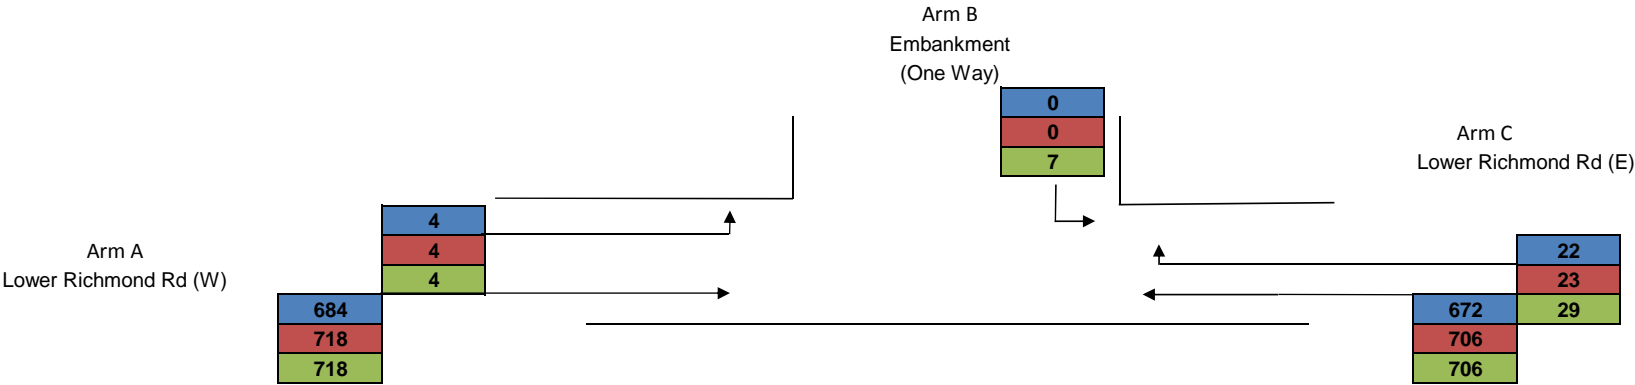 Arm B
Embankment
(One Way)
0
0
7
Arm C
Lower Richmond Rd (E)
4
4
4
Arm A
Lower Richmond Rd (W)
684
718
718
22
23
29
672
706
706